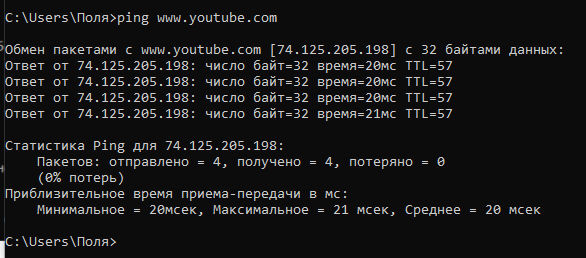 C:\Users\Поля>ping www.youtube.com
Обмен пакетами с www.youtube.com [74.125.205.198] с 32 байтами данных:
Ответ от 74.125.205.198: число байт=32 время=20мс TTL=57
Ответ от 74.125.205.198: число байт=32 время=20мс TTL=57
Ответ от 74.125.205.198: число байт=32 время=20мс TTL=57
Ответ от 74.125.205.198: число байт=32 время=21мс TTL=57
Статистика Ping для 74.125.205.198:
Пакетов: отправлено = 4, получено = 4, потеряно = 0
(0% потерь)
Приблизительное время приема-передачи в мс:
Минимальное = 20мсек, Максимальное = 21 мсек, Среднее = 20 мсек
C:\Users\Поля>